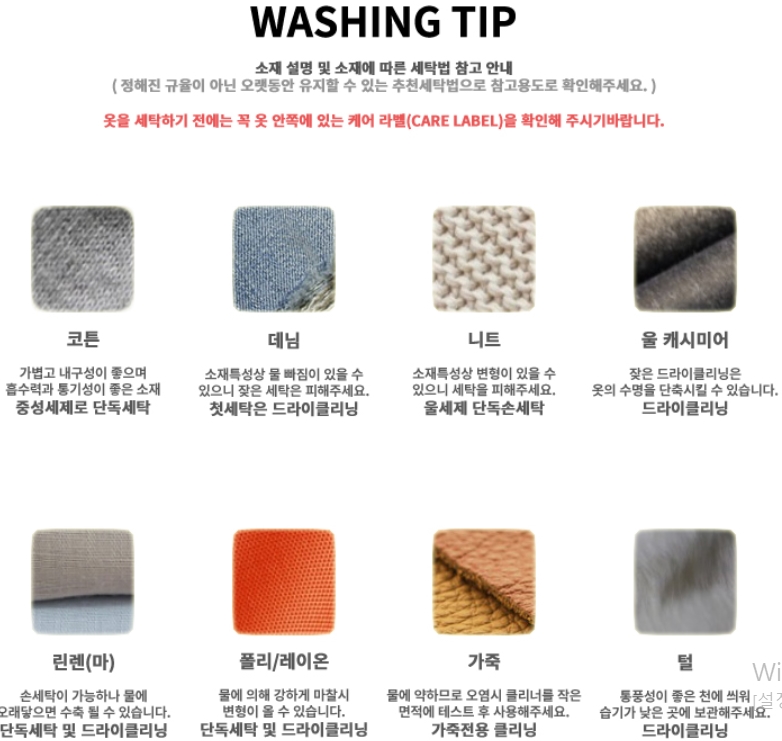 WASHING TIP
소재 설명 및 소재에 따른 세탁법 참고 안내
( 정해진 규율이 아닌 오랫동안 유지할 수 있는 추천세탁법으로 참고용도로 확인해주세요. )
옷을 세탁하기 전에는 꼭 옷 안쪽에 있는 케어 라벨(CARE LABEL)을 확인해 주시기바랍니다.
코튼
가볍고 내구성이 좋으며
흡수력과 통기성이 좋은 소재
중성세제로 단독세탁
데님
소재특성상 물 빠짐이 있을 수
있으니 잦은 세탁은 피해주세요.
첫세탁은 드라이클리닝
니트
소재특성상 변형이 있을 수
있으니 세탁을 피해주세요.
울세제 단독손세탁
울 캐시미어
잦은 드라이클리닝은
옷의 수명을 단축시킬 수 있습니다.
드라이클리닝
린렌(마)
손세탁이 가능하나 물에
오래닿으면 수축 될 수 있습니다.
단독세탁 및 드라이클리닝
폴리/레이온
물에 의해 강하게 마찰시
변형이 올 수 있습니다.
단독세탁 및 드라이클리닝
가죽
물에 약하므로 오염시 클리너를 작은
면적에 테스트 후 사용해주세요.
가죽전용 클리닝
털
통풍성이 좋은 천에 씌워
습기가 낮은 곳에 보관해주세요.
드라이클리닝